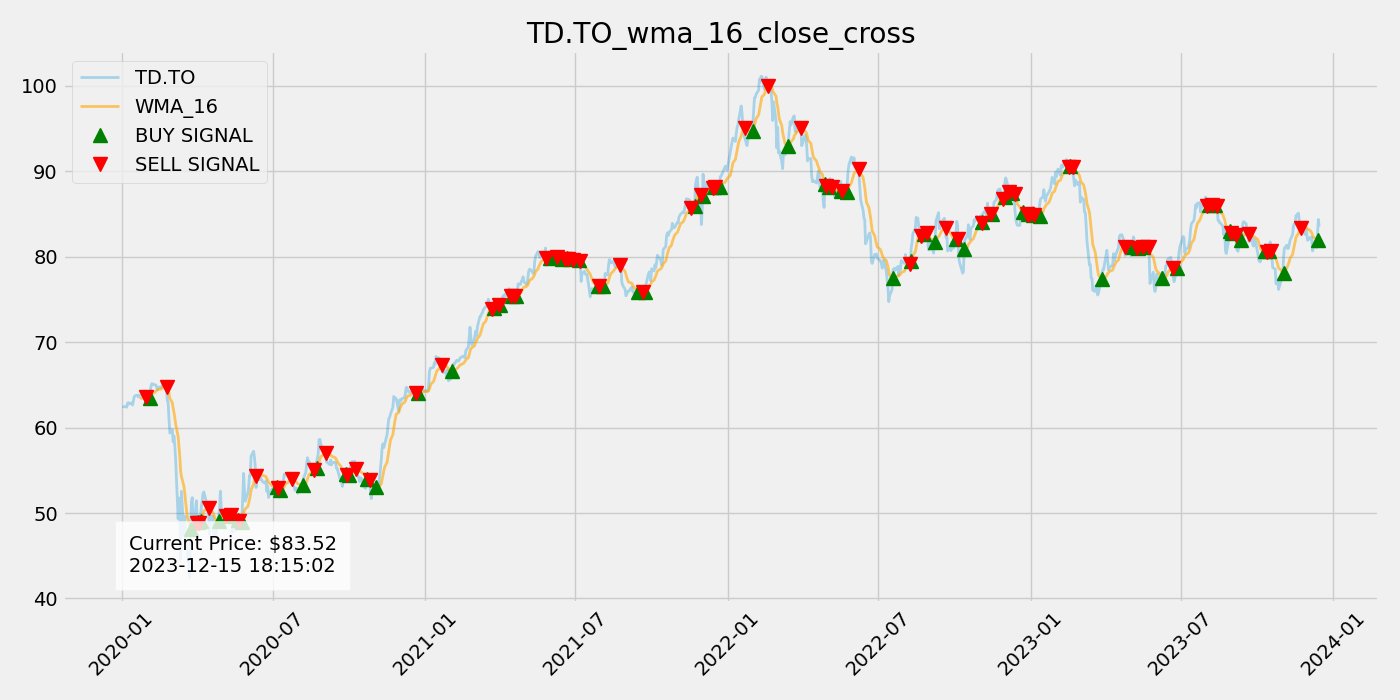 TD.TO_wma_16_close_cross
TD.TO
WMA_16
BUY SIGNAL
SELL SIGNAL
100
90
80
70
60
50
40
Current Price: $83.52
2023-12-15 18:15:02
2020-01
2020-07
2021-01
2021-07
2022-01
2022-07
2023-01
2023-07
2024-01